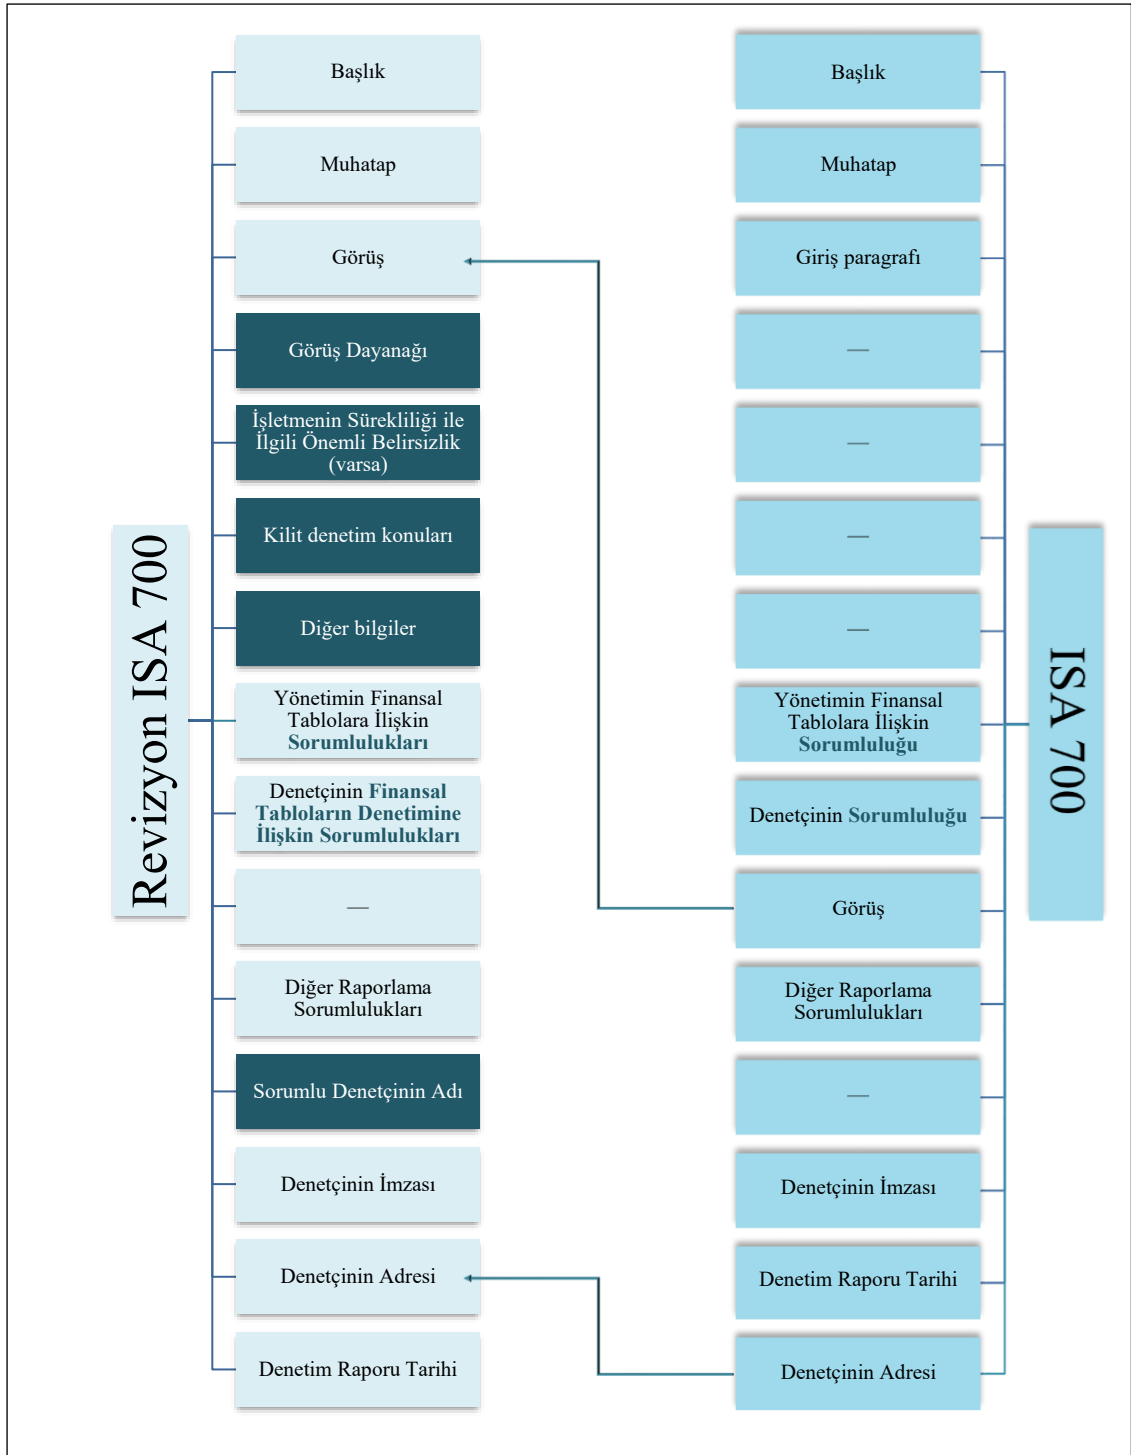 Revizyon ISA 700
Başlık
Muhatap
Görüş
Görüş Dayanağı
İşletmenin Sürekliliği ile
İlgili Önemli Belirsizlik
(varsa)
Kilit denetim konuları
Diğer bilgiler
Yönetimin Finansal
Tablolara İlişkin
Sorumlulukları
Denetçinin Finansal
Tabloların Denetimine
İlişkin Sorumlulukları
—
Diğer Raporlama
Sorumlulukları
Sorumlu Denetçinin Adı
Denetçinin İmzası
Denetçinin Adresi
Denetim Raporu Tarihi
Başlık
Muhatap
Giriş paragrafı
—
—
—
—
Yönetimin Finansal
Tablolara İlişkin
Sorumluluğu
Denetçinin Sorumluluğu
Görüş
Diğer Raporlama
Sorumlulukları
—
Denetçinin İmzası
Denetim Raporu Tarihi
Denetçinin Adresi
ISA 700